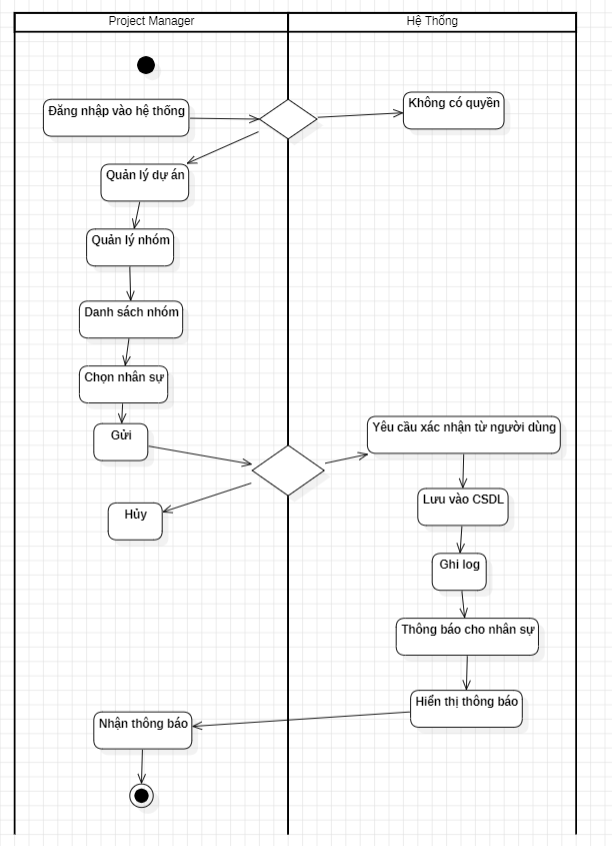 Project Manager
Hệ Thống
Đăng nhập vào hệ thống
Không có quyền
Quản lý dự án
Quản lý nhóm
Danh sách nhóm
Chọn nhân sự
Gửi
Yêu cầu xác nhận từ người dùng
Hủy
Lưu vào CSDL
Ghi log
Thông báo cho nhân sự
Hiển thị thông báo
Nhận thông báo